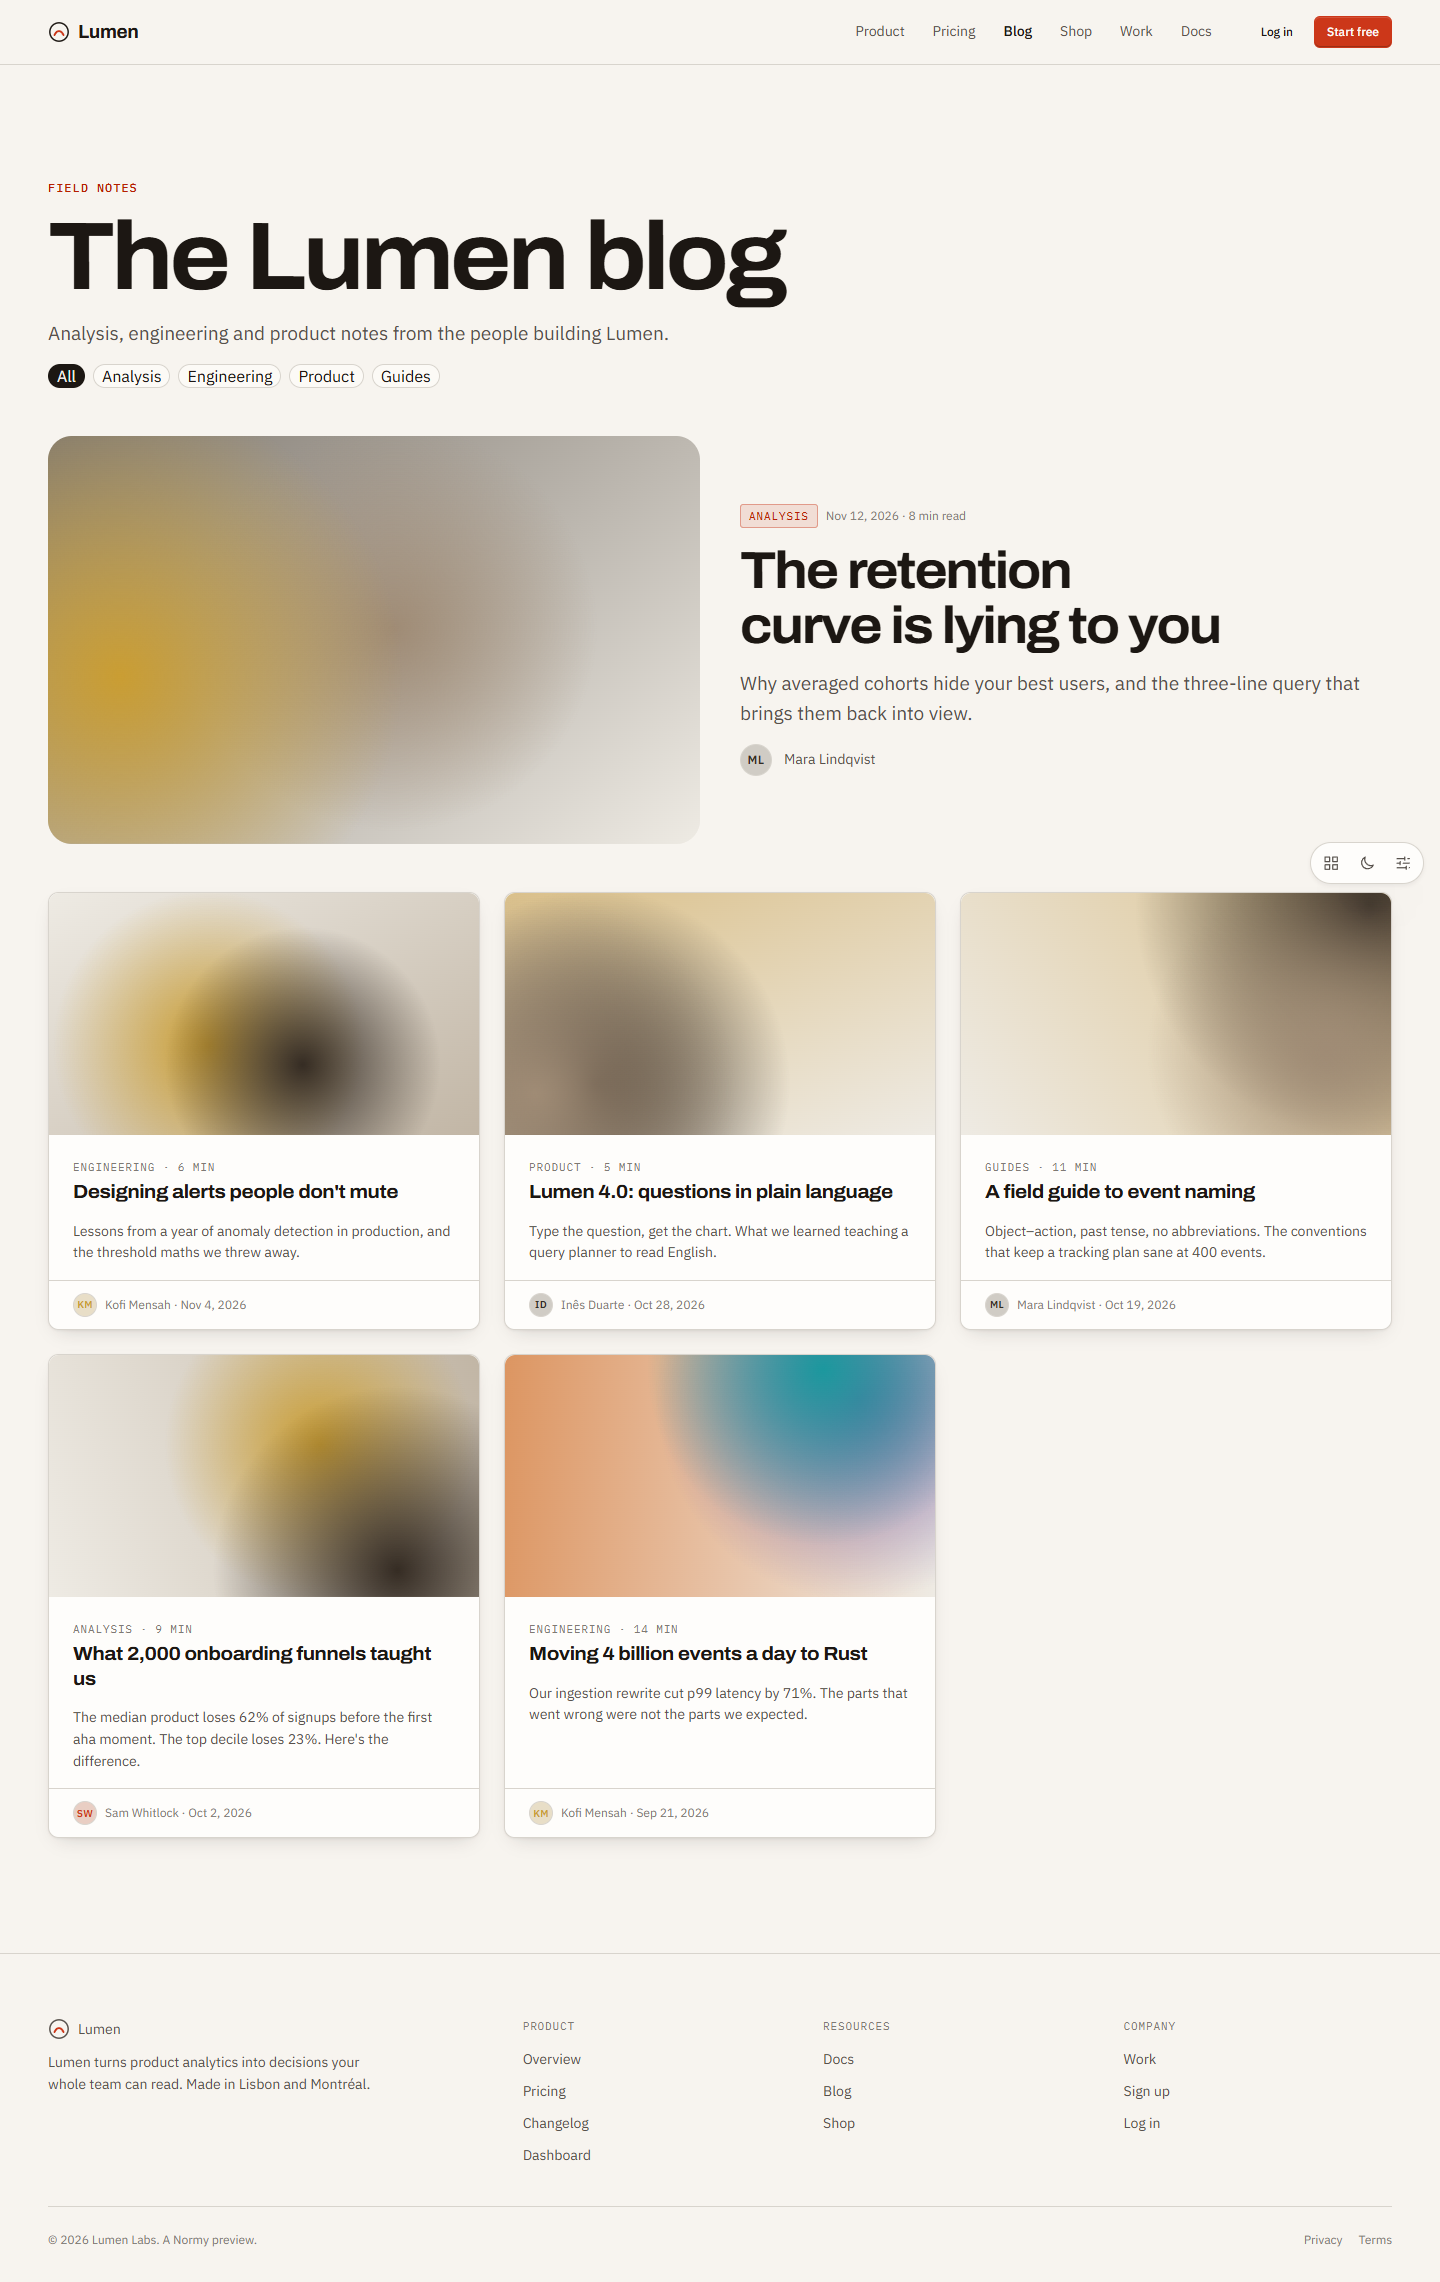 Lumen
Product Pricing Blog Shop Work Docs Log in Start free
FIELD NOTES
The Lumen blog
Analysis, engineering and product notes from the people building Lumen.
All Analysis Engineering Product Guides
ANALYSIS Nov 12, 2026 · 8 min read
The retention
curve is lying to you
Why averaged cohorts hide your best users, and the three-line query that
brings them back into view.
ML Mara Lindqvist
ENGINEERING · 6 MIN
Designing alerts people don't mute
Lessons from a year of anomaly detection in production, and
the threshold maths we threw away.
KM Kofi Mensah · Nov 4, 2026
PRODUCT · 5 MIN
Lumen 4.0: questions in plain language
Type the question, get the chart. What we learned teaching a
query planner to read English.
ID Inês Duarte · Oct 28, 2026
GUIDES · 11 MIN
A field guide to event naming
Object–action, past tense, no abbreviations. The conventions
that keep a tracking plan sane at 400 events.
ML Mara Lindqvist · Oct 19, 2026
ANALYSIS · 9 MIN
What 2,000 onboarding funnels taught
us
The median product loses 62% of signups before the first
aha moment. The top decile loses 23%. Here's the
difference.
SW Sam Whitlock · Oct 2, 2026
ENGINEERING · 14 MIN
Moving 4 billion events a day to Rust
Our ingestion rewrite cut p99 latency by 71%. The parts that
went wrong were not the parts we expected.
KM Kofi Mensah · Sep 21, 2026
Lumen
Lumen turns product analytics into decisions your
whole team can read. Made in Lisbon and Montréal.
PRODUCT
Overview
Pricing
Changelog
Dashboard
RESOURCES
Docs
Blog
Shop
COMPANY
Work
Sign up
Log in
© 2026 Lumen Labs. A Normy preview.
Privacy Terms